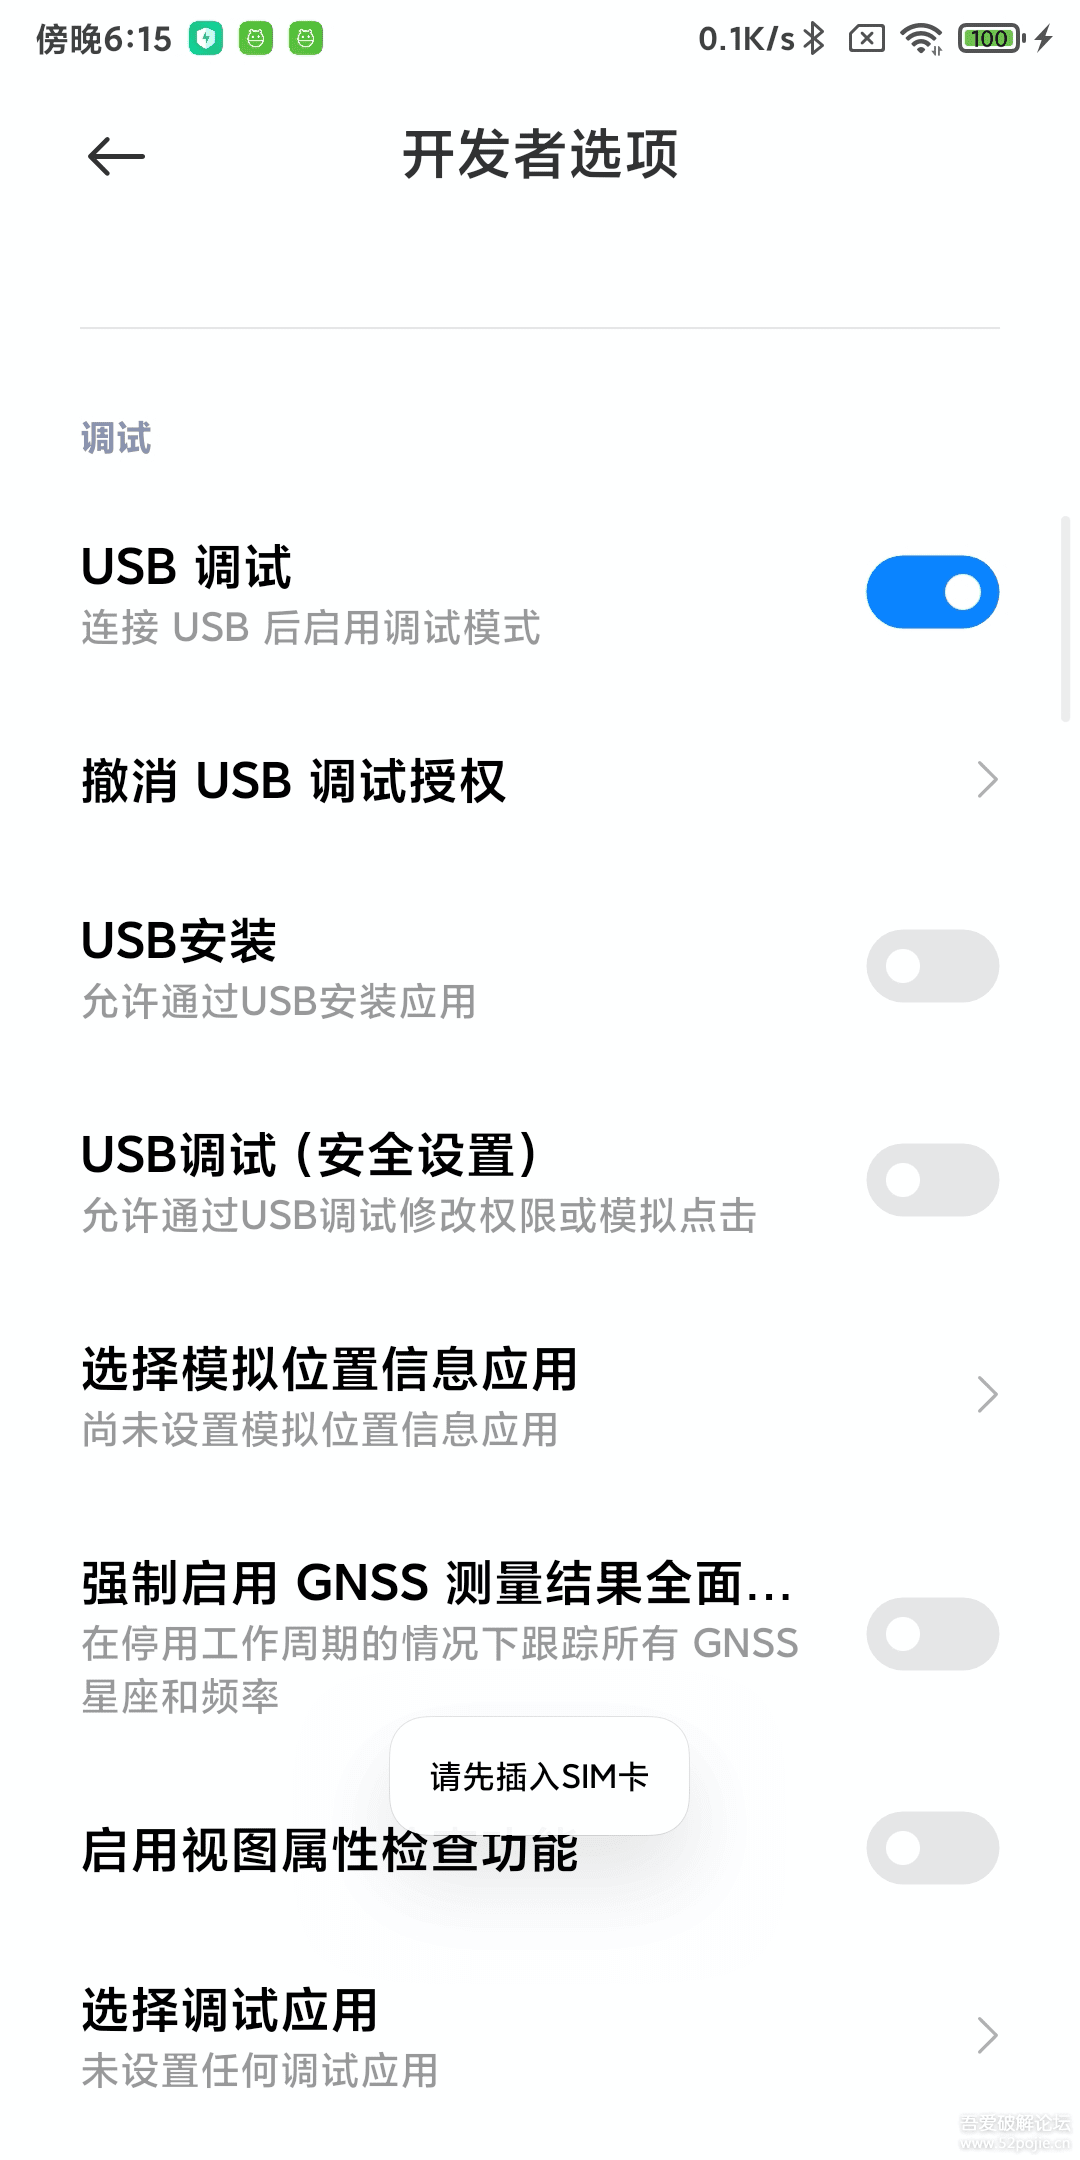 傍晚6:15 0.1K/s 100
开发者选项
调试
USB 调试
连接 USB 后启用调试模式
撤消 USB 调试授权
USB安装
允许通过USB安装应用
USB调试（安全设置）
允许通过USB调试修改权限或模拟点击
选择模拟位置信息应用
尚未设置模拟位置信息应用
强制启用 GNSS 测量结果全面...
在停用工作周期的情况下跟踪所有 GNSS
星座和频率
请先插入SIM卡
启用视图属性检查功能
选择调试应用
未设置任何调试应用
吾爱破解论坛
www.52pojie.cn